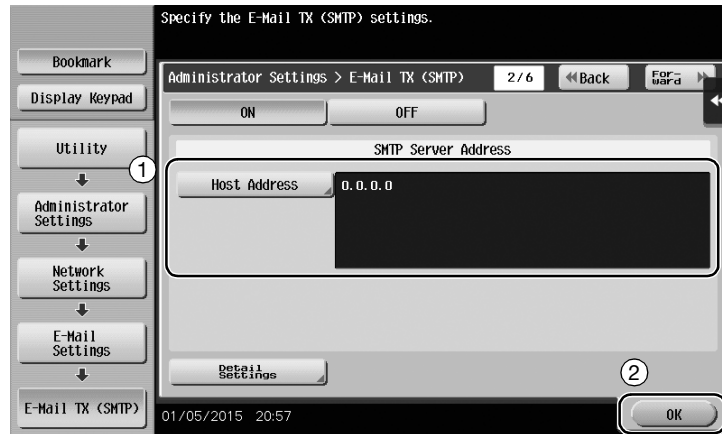 Specify the E-Mail TX (SMTP) settings.
Bookmark
Display Keypad
Administrator Settings > E-Mail TX (SMTP)
2/6
Back
For-
ward
ON
OFF
Utility
1
SMTP Server Address
Host Address
0.0.0.0
Administrator
Settings
Network
Settings
E-Mail
Settings
Detail
Settings
2
E-Mail TX (SMTP)
01/05/2015 20:57
OK